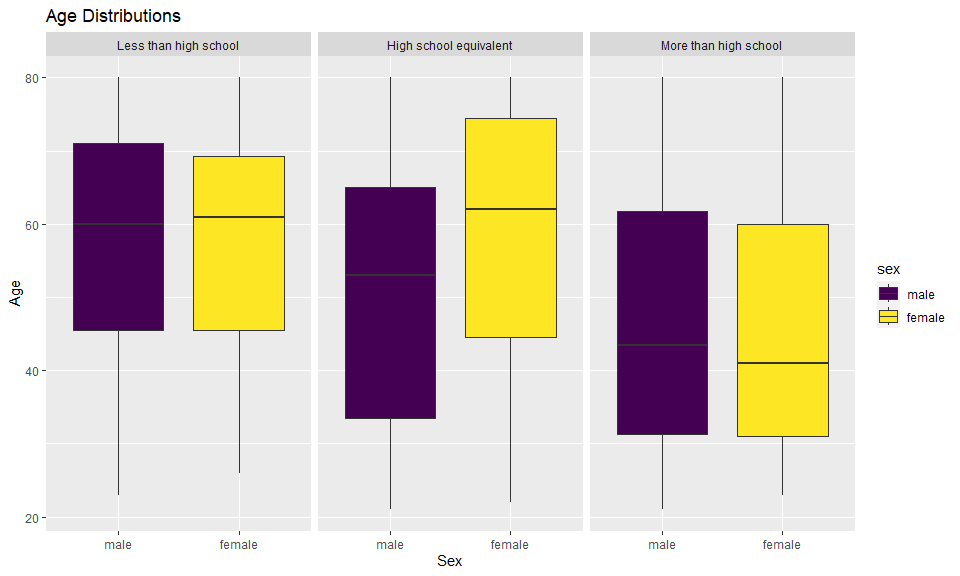 Age Distributions
Less than high school
High school equivalent
More than high school
80
60
40
20
Age
male
female
male
female
male
female
Sex
sex
male
female